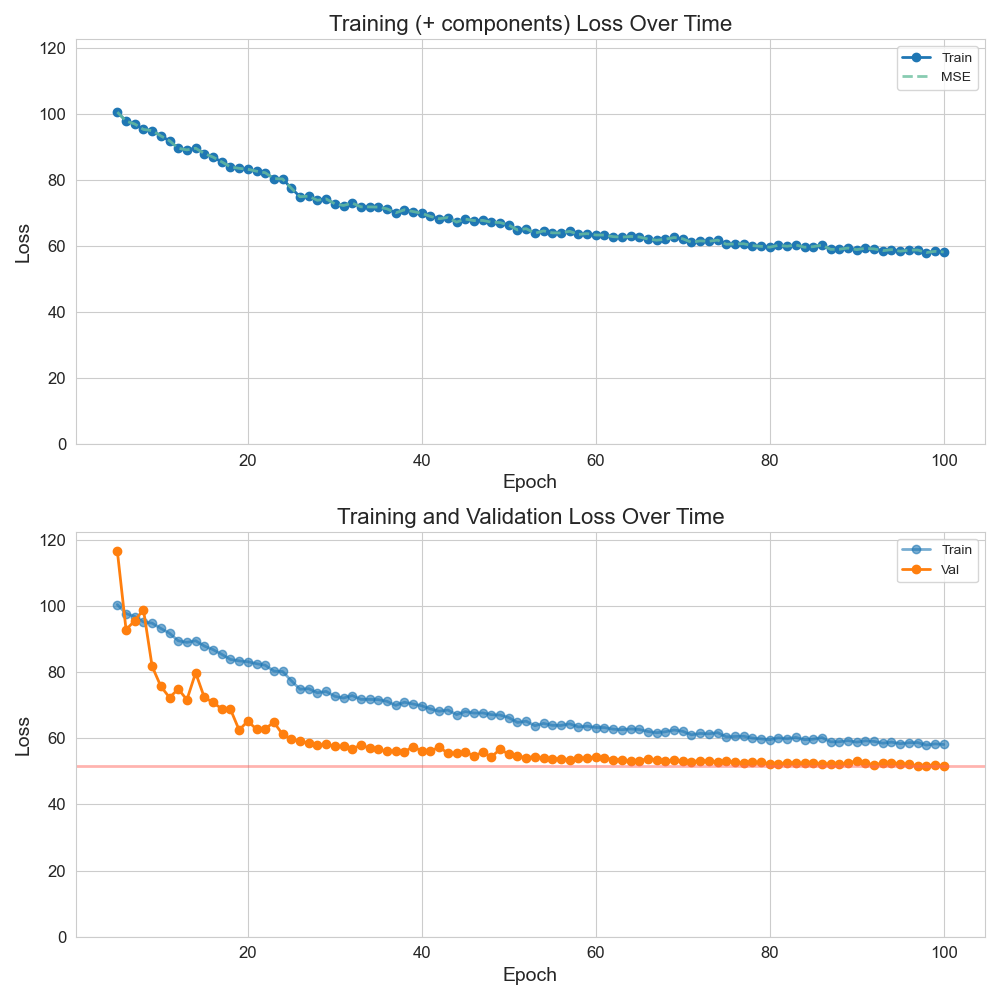 Training (+ components) Loss Over Time
120
100
80
60
40
20
0
Loss
Train
MSE
20 40 60 80 100
Epoch
Training and Validation Loss Over Time
120
100
80
60
40
20
0
Loss
Train
Val
20 40 60 80 100
Epoch